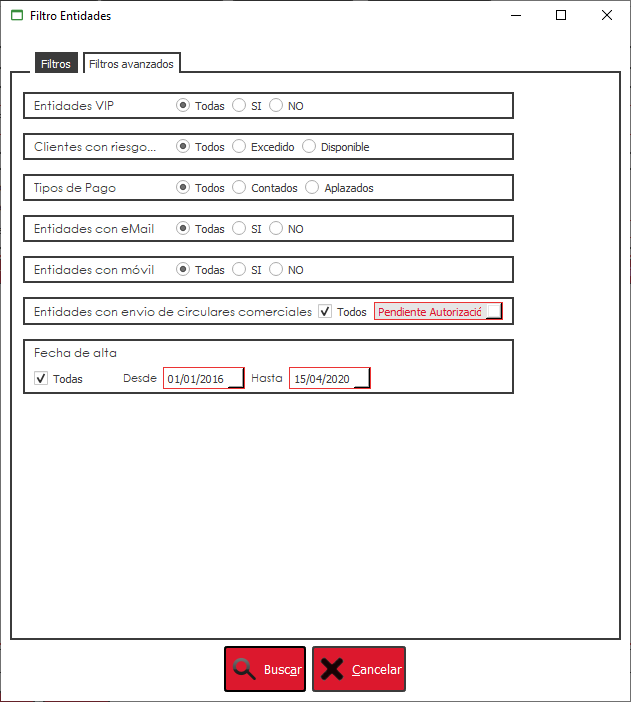 Filtro Entidades
Filtros Filtros avanzados
Entidades VIP Todas SI NO
Clientes con riesgo... Todos Excedido Disponible
Tipos de Pago Todos Contados Aplazados
Entidades con eMail Todas SI NO
Entidades con móvil Todas SI NO
Entidades con envio de circulares comerciales Todos Pendiente Autorizació
Fecha de alta
Todas Desde 01/01/2016 Hasta 15/04/2020
Buscar Cancelar